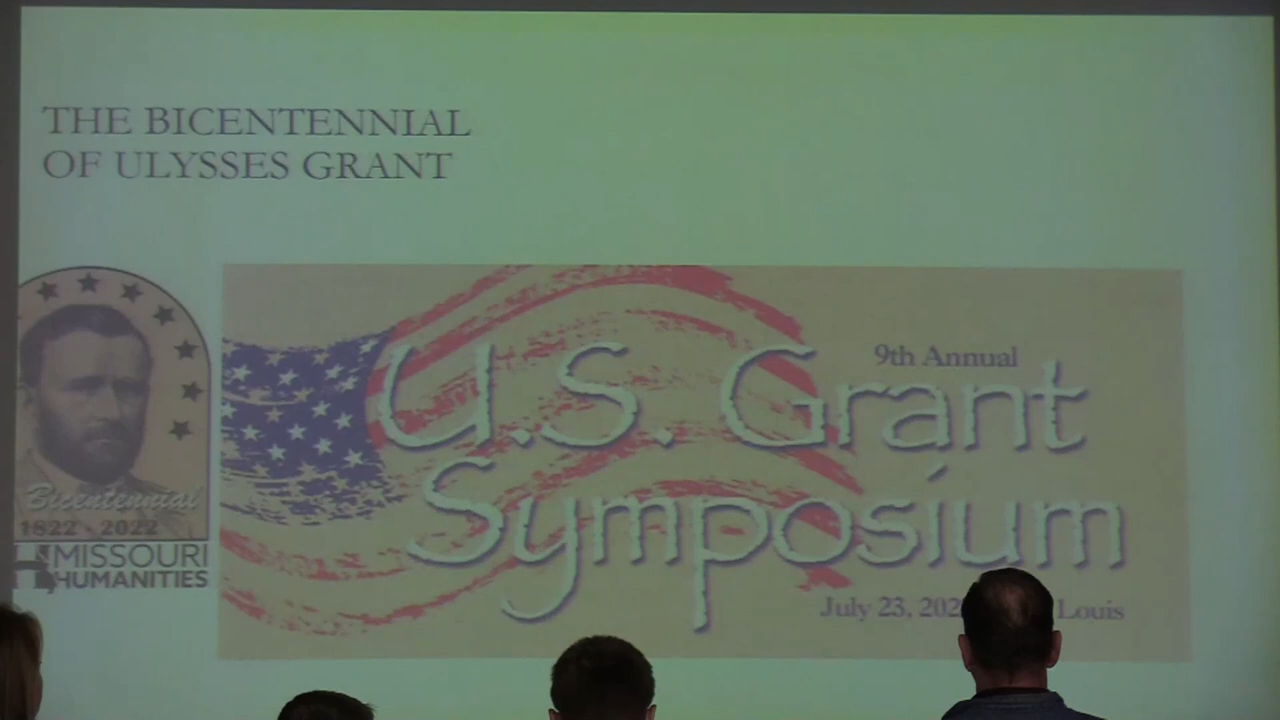 THE BICENTENNIAL
OF ULYSSES GRANT
Bicentennial
1822 - 2022
MISSOURI
HUMANITIES
9th Annual
U.S. Grant
Symposium
July 23, Louis